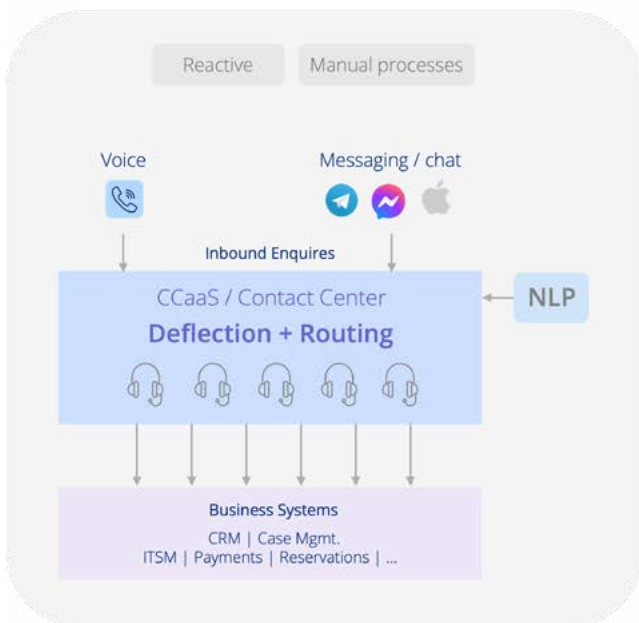 Reactive
Manual processes
Voice
Messaging / chat
Inbound Enquires
CCaaS / Contact Center
Deflection + Routing
NLP
Business Systems
CRM | Case Mgmt.
ITSM | Payments | Reservations | ...